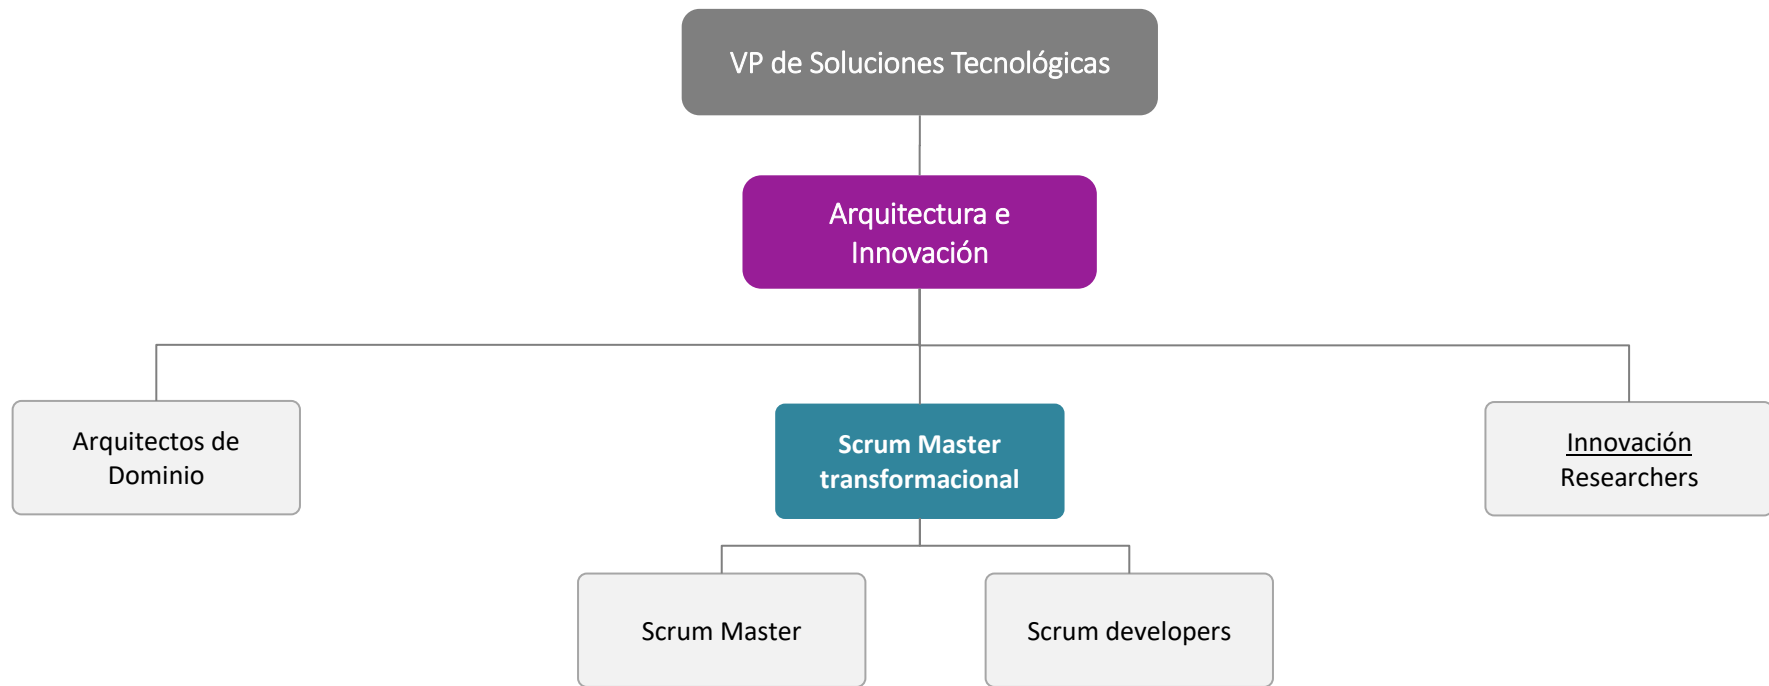 VP de Soluciones Tecnológicas
Arquitectura e
Innovación
Arquitectos de
Dominio
Scrum Master
transformacional
Innovación
Researchers
Scrum Master
Scrum developers